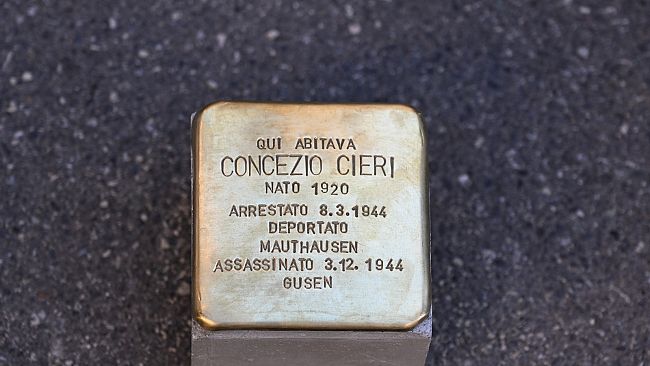 QUI ABITAVA
CONCEZIO CIERI
NATO 1920
ARRESTATO 8.3.1944
DEPORTATO
MAUTHAUSEN
ASSASSINATO 3.12.1944
GUSEN